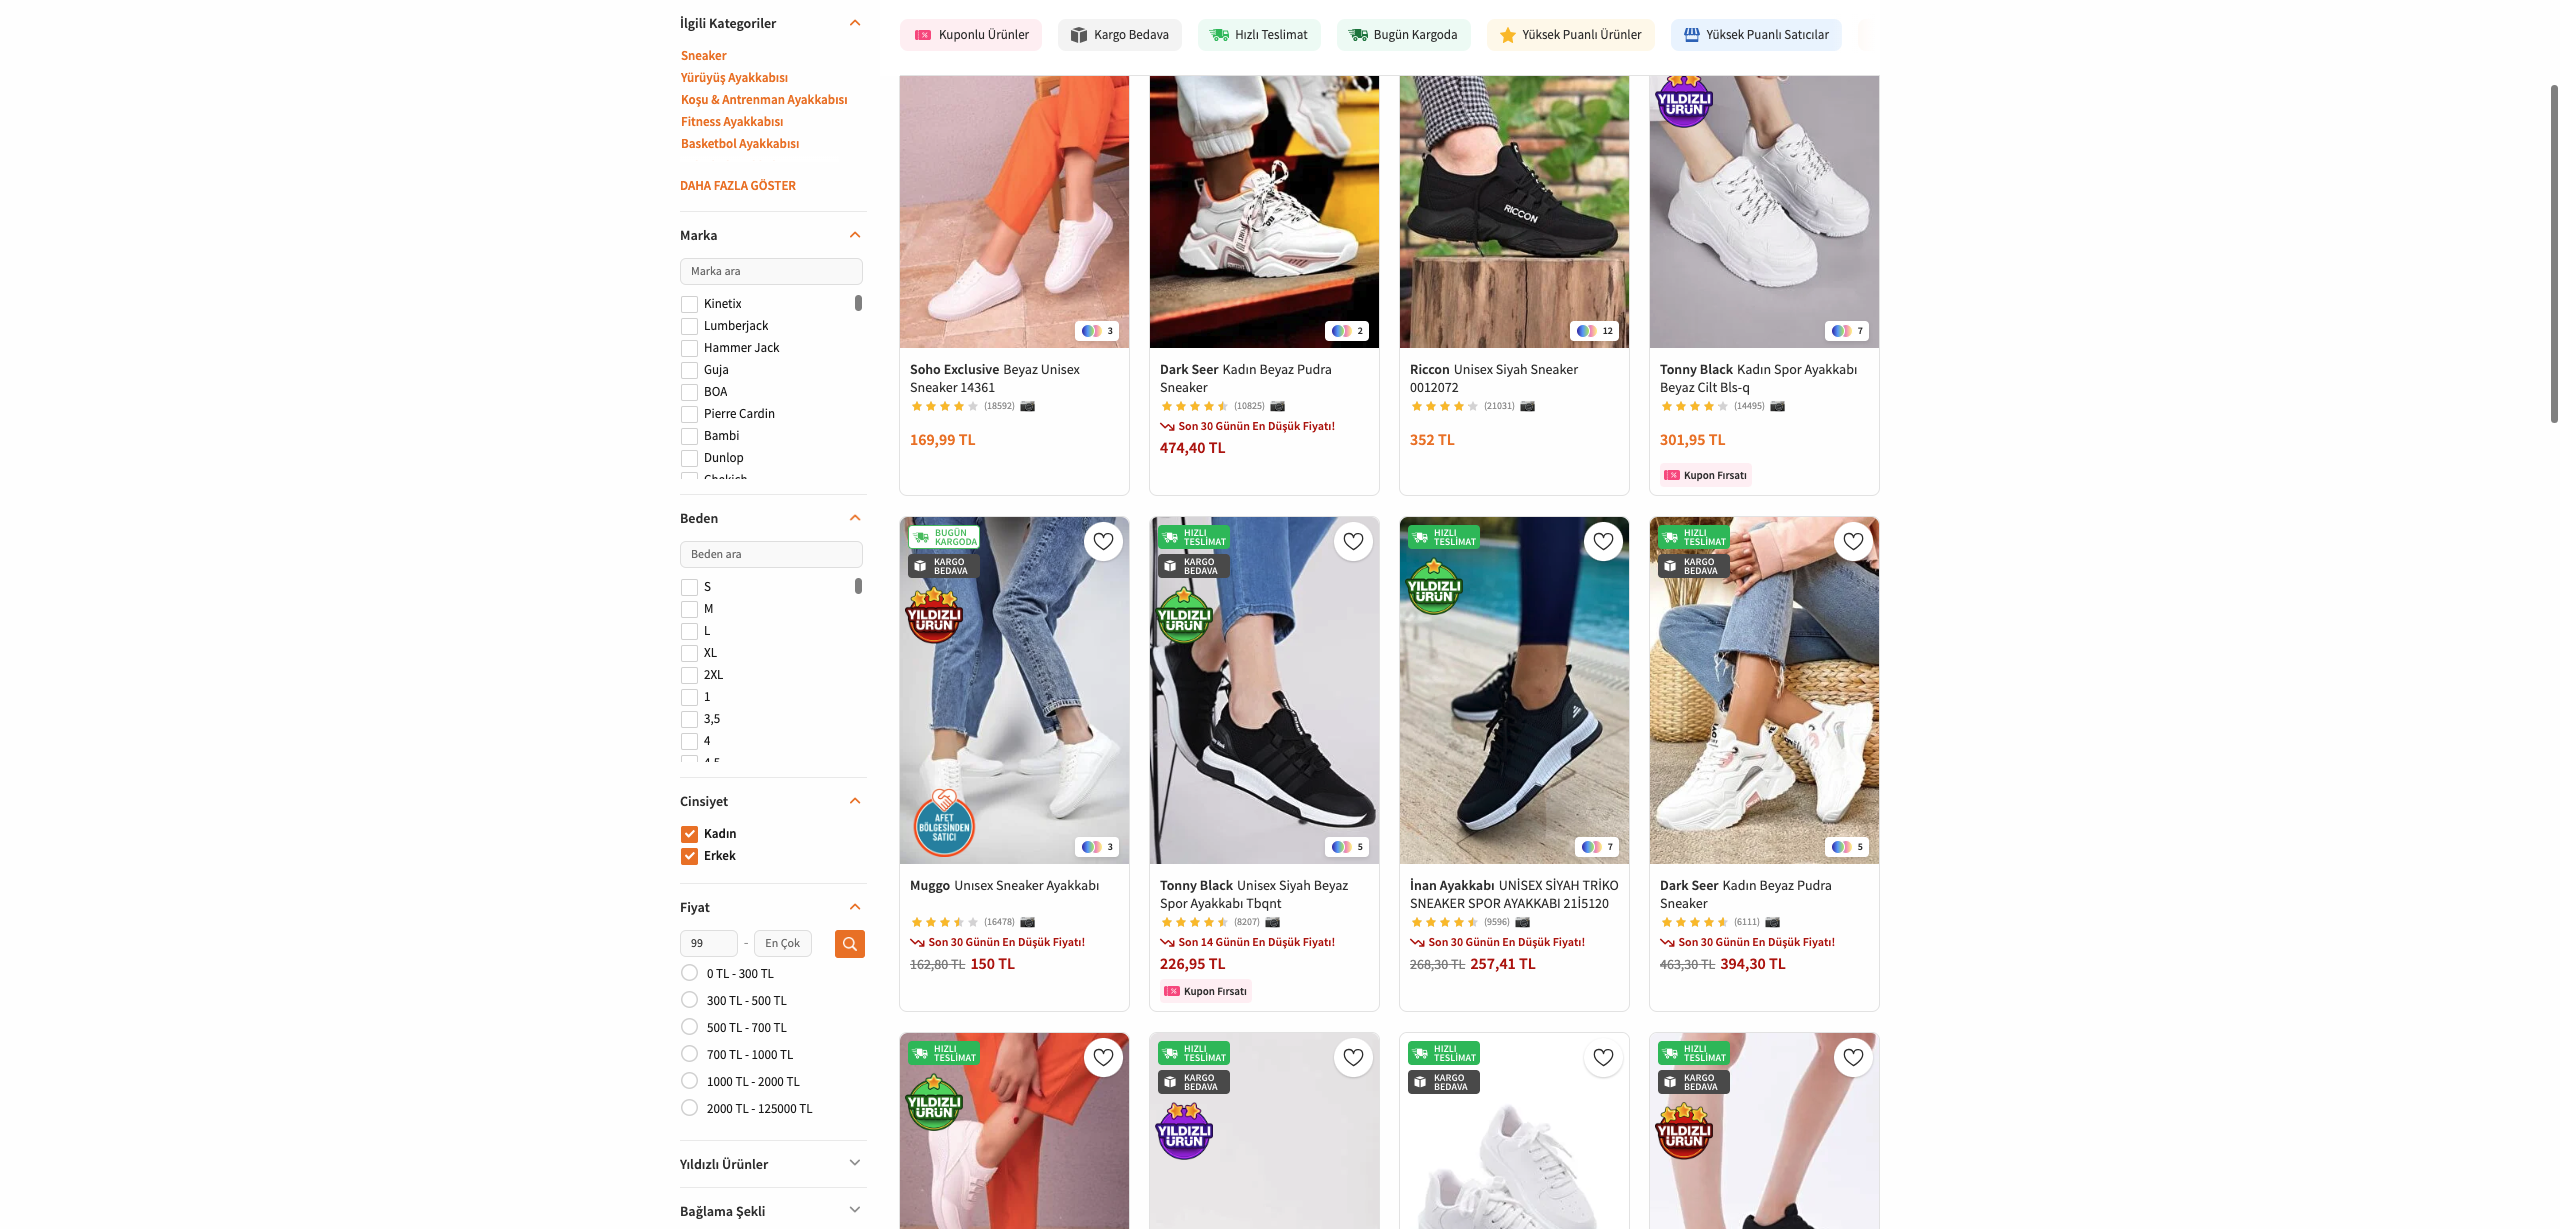 İlgili Kategoriler
Sneaker
Yürüyüş Ayakkabısı
Koşu & Antrenman Ayakkabısı
Fitness Ayakkabısı
Basketbol Ayakkabısı
DAHA FAZLA GÖSTER
Marka
Marka ara
Kinetix
Lumberjack
Hammer Jack
Guja
BOA
Pierre Cardin
Bambi
Dunlop
Beden
Beden ara
S
M
L
XL
2XL
1
3,5
4
4,5
Cinsiyet
Kadın
Erkek
Fiyat
99 - En Çok
0 TL - 300 TL
300 TL - 500 TL
500 TL - 700 TL
700 TL - 1000 TL
1000 TL - 2000 TL
2000 TL - 125000 TL
Yıldızlı Ürünler
Bağlama Şekli
Kuponlu Ürünler
Kargo Bedava
Hızlı Teslimat
Bugün Kargoda
Yüksek Puanlı Ürünler
Yüksek Puanlı Satıcılar
3
Soho Exclusive Beyaz Unisex
Sneaker 14361
(18592)
169,99 TL
2
Dark Seer Kadın Beyaz Pudra
Sneaker
(10825)
Son 30 Günün En Düşük Fiyatı!
474,40 TL
RICCON
12
Riccon Unisex Siyah Sneaker
0012072
(21031)
352 TL
YILDIZLI
ÜRÜN
7
Tonny Black Kadın Spor Ayakkabı
Beyaz Cilt Bls-q
(14495)
301,95 TL
Kupon Fırsatı
BUGÜN
KARGODA
KARGO
BEDAVA
YILDIZLI
ÜRÜN
AFET
BÖLGESİNDEN
SATICI
3
Muggo Unısex Sneaker Ayakkabı
(16478)
Son 30 Günün En Düşük Fiyatı!
162,80 TL 150 TL
HIZLI
TESLİMAT
KARGO
BEDAVA
YILDIZLI
ÜRÜN
5
Tonny Black Unisex Siyah Beyaz
Spor Ayakkabı Tbqnt
(8207)
Son 14 Günün En Düşük Fiyatı!
226,95 TL
Kupon Fırsatı
HIZLI
TESLİMAT
YILDIZLI
ÜRÜN
7
İnan Ayakkabı UNİSEX SİYAH TRİKO
SNEAKER SPOR AYAKKABI 21İ5120
(9596)
Son 30 Günün En Düşük Fiyatı!
268,30 TL 257,41 TL
HIZLI
TESLİMAT
KARGO
BEDAVA
5
Dark Seer Kadın Beyaz Pudra
Sneaker
(6111)
Son 30 Günün En Düşük Fiyatı!
463,30 TL 394,30 TL
HIZLI
TESLİMAT
YILDIZLI
ÜRÜN
HIZLI
TESLİMAT
KARGO
BEDAVA
YILDIZLI
ÜRÜN
HIZLI
TESLİMAT
KARGO
BEDAVA
HIZLI
TESLİMAT
KARGO
BEDAVA
YILDIZLI
ÜRÜN